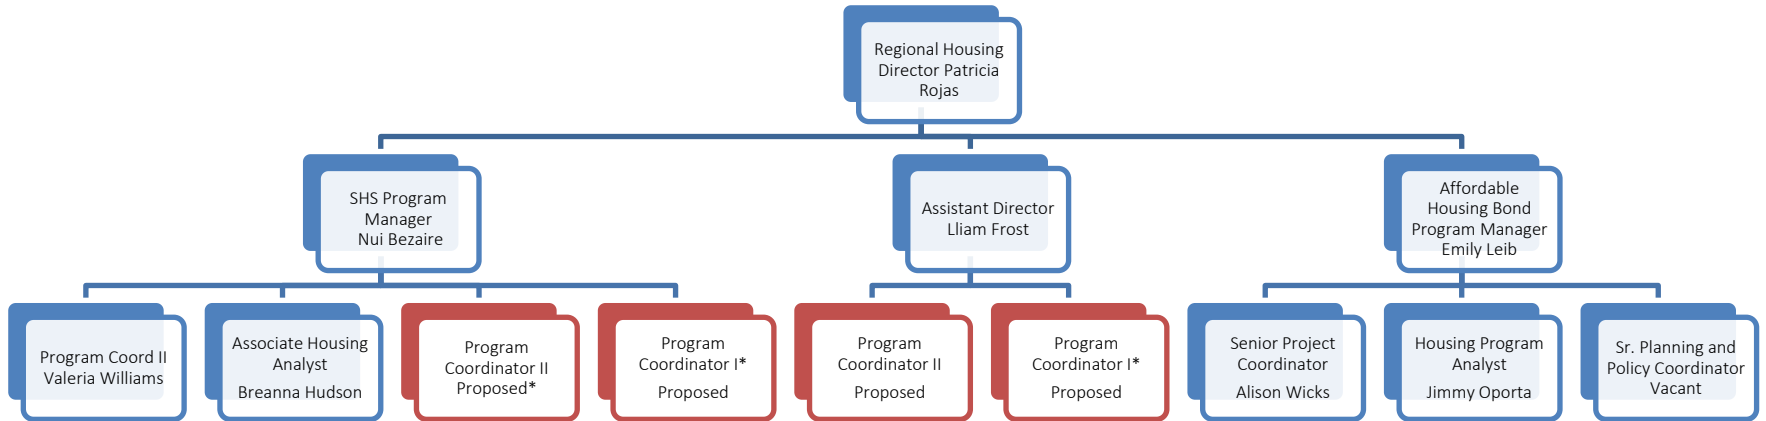 Regional Housing
Director Patricia
Rojas
SHS Program
Manager
Nui Bezaire
Assistant Director
Lliam Frost
Affordable
Housing Bond
Program Manager
Emily Leib
Program Coord II
Valeria Williams
Associate Housing
Analyst
Breanna Hudson
Program
Coordinator II
Proposed*
Program
Coordinator I*
Proposed
Program
Coordinator II
Proposed
Program
Coordinator I*
Proposed
Senior Project
Coordinator
Alison Wicks
Housing Program
Analyst
Jimmy Oporta
Sr. Planning and
Policy Coordinator
Vacant